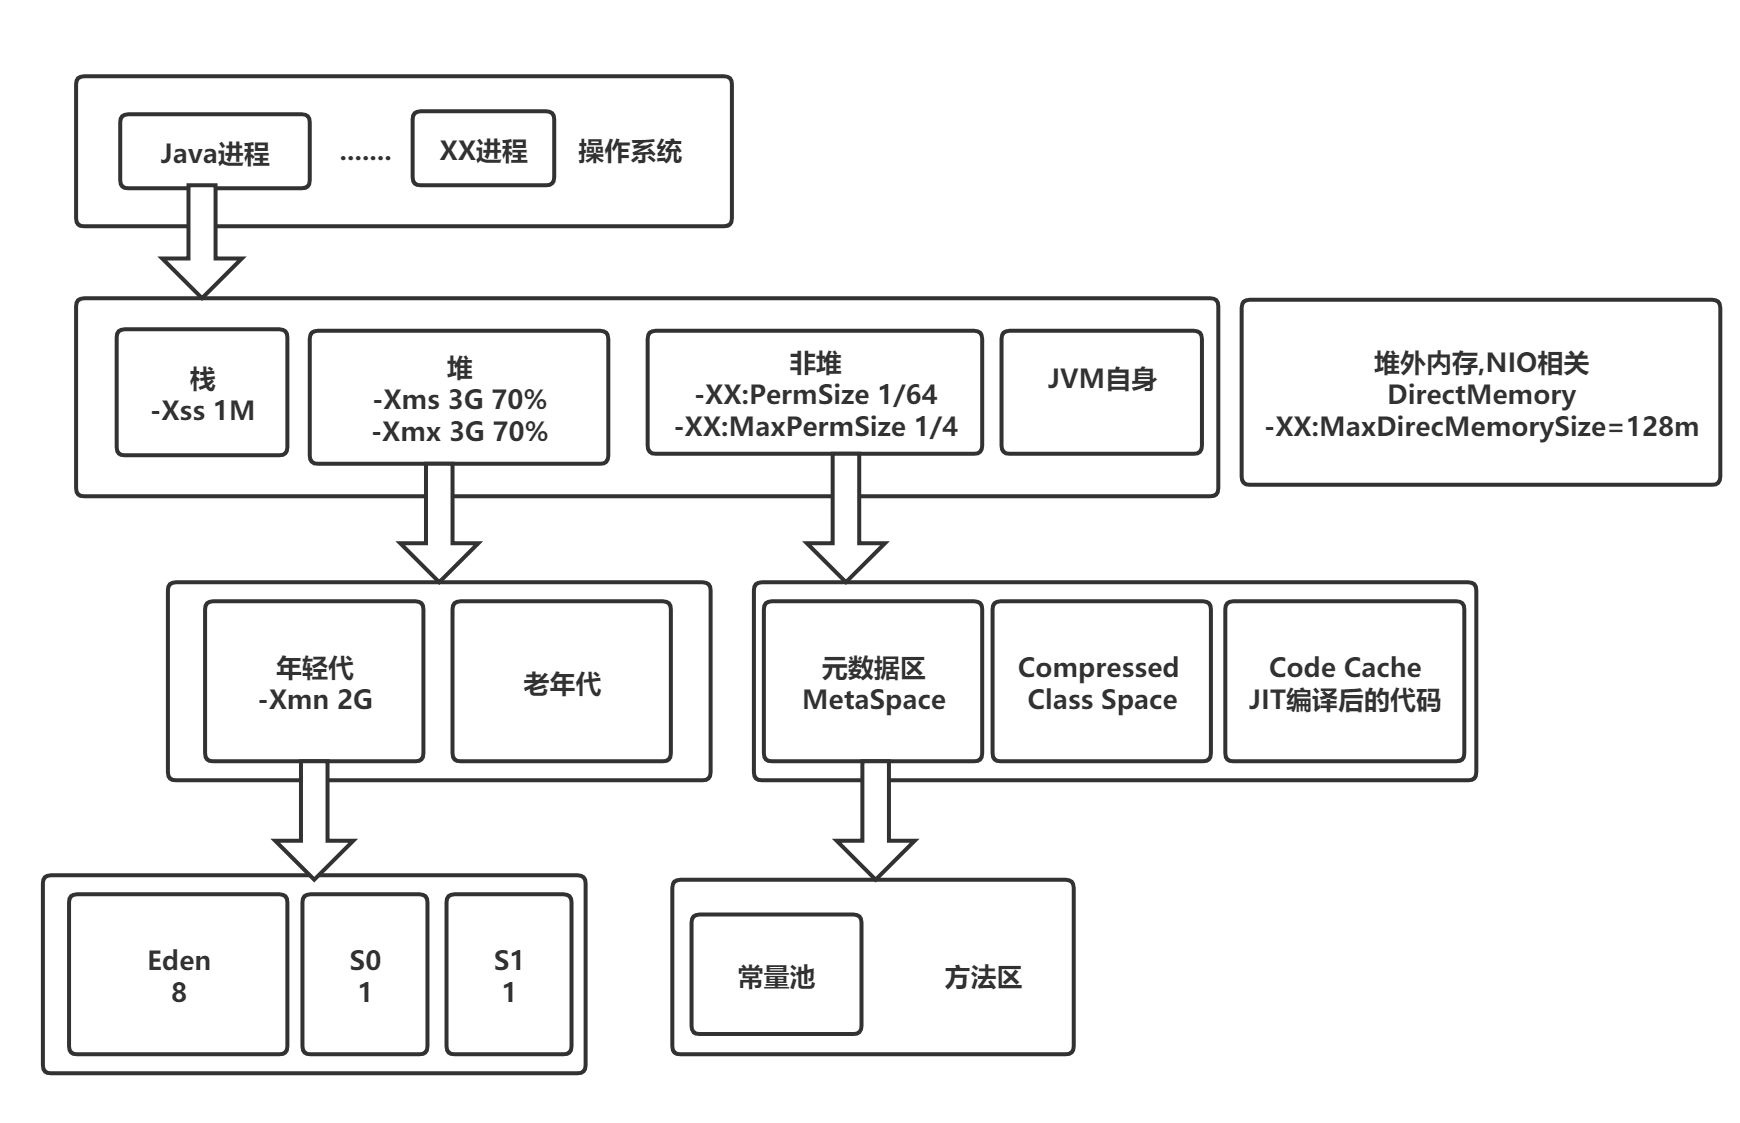 Java进程
.......
XX进程
操作系统
栈
-Xss 1M
堆
-Xms 3G 70%
-Xmx 3G 70%
非堆
-XX:PermSize 1/64
-XX:MaxPermSize 1/4
JVM自身
堆外内存,NIO相关
DirectMemory
-XX:MaxDirecMemorySize=128m
年轻代
-Xmn 2G
老年代
元数据区
MetaSpace
Compressed
Class Space
Code Cache
JIT编译后的代码
Eden
8
S0
1
S1
1
常量池
方法区